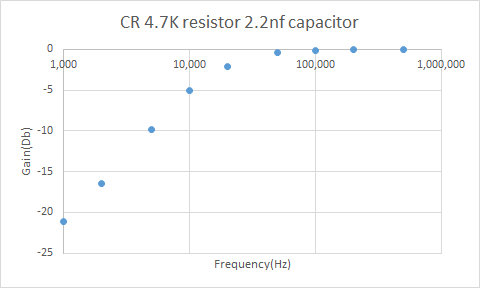 CR 4.7K resistor 2.2nf capacitor
0
1,000 10,000 100,000 1,000,000
-5
-10
-15
-20
-25
Gain(Db)
Frequency(Hz)